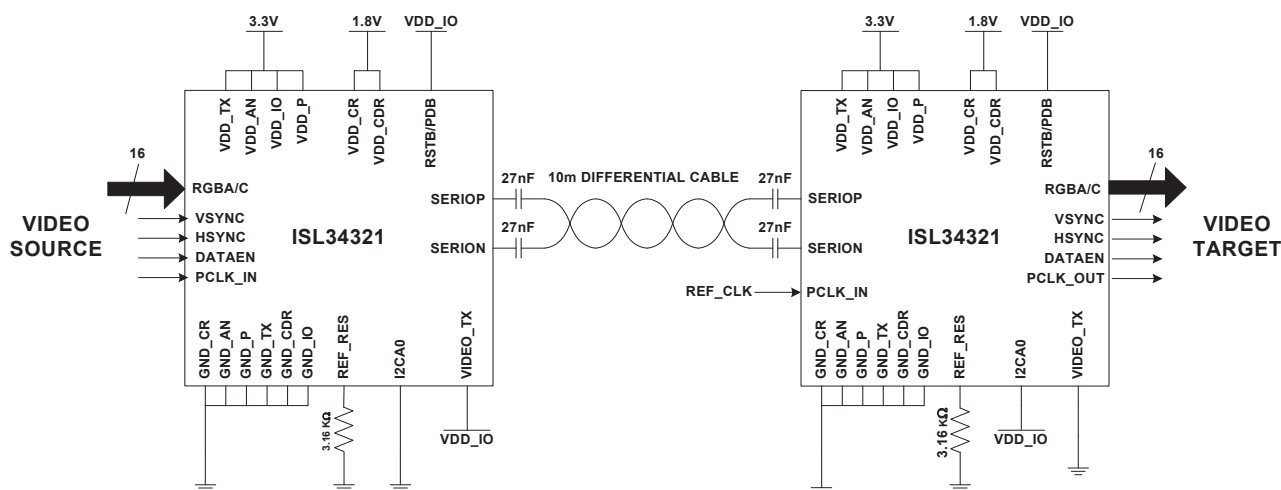 3.3V
1.8V
VDD_IO
VDD_TX
VDD_AN
VDD_IO
VDD_P
VDD_CR
VDD_CDR
RSTB/PDB
16
RGBA/C
VIDEO
SOURCE
VSYNC
HSYNC
DATAEN
PCLK_IN
ISL34321
SERIOP
SERION
GND_CR
GND_AN
GND_P
GND_TX
GND_CDR
GND_IO
REF_RES
I2CA0
VIDEO_TX
3.16 KΩ
VDD_IO
27nF
10m DIFFERENTIAL CABLE
27nF
27nF
27nF
3.3V
1.8V
VDD_IO
VDD_TX
VDD_AN
VDD_IO
VDD_P
VDD_CR
VDD_CDR
RSTB/PDB
SERIOP
SERION
ISL34321
REF_CLK
PCLK_IN
16
RGBA/C
VSYNC
HSYNC
DATAEN
PCLK_OUT
VIDEO
TARGET
GND_CR
GND_AN
GND_P
GND_TX
GND_CDR
GND_IO
REF_RES
I2CA0
VIDEO_TX
3.16 KΩ
VDD_IO